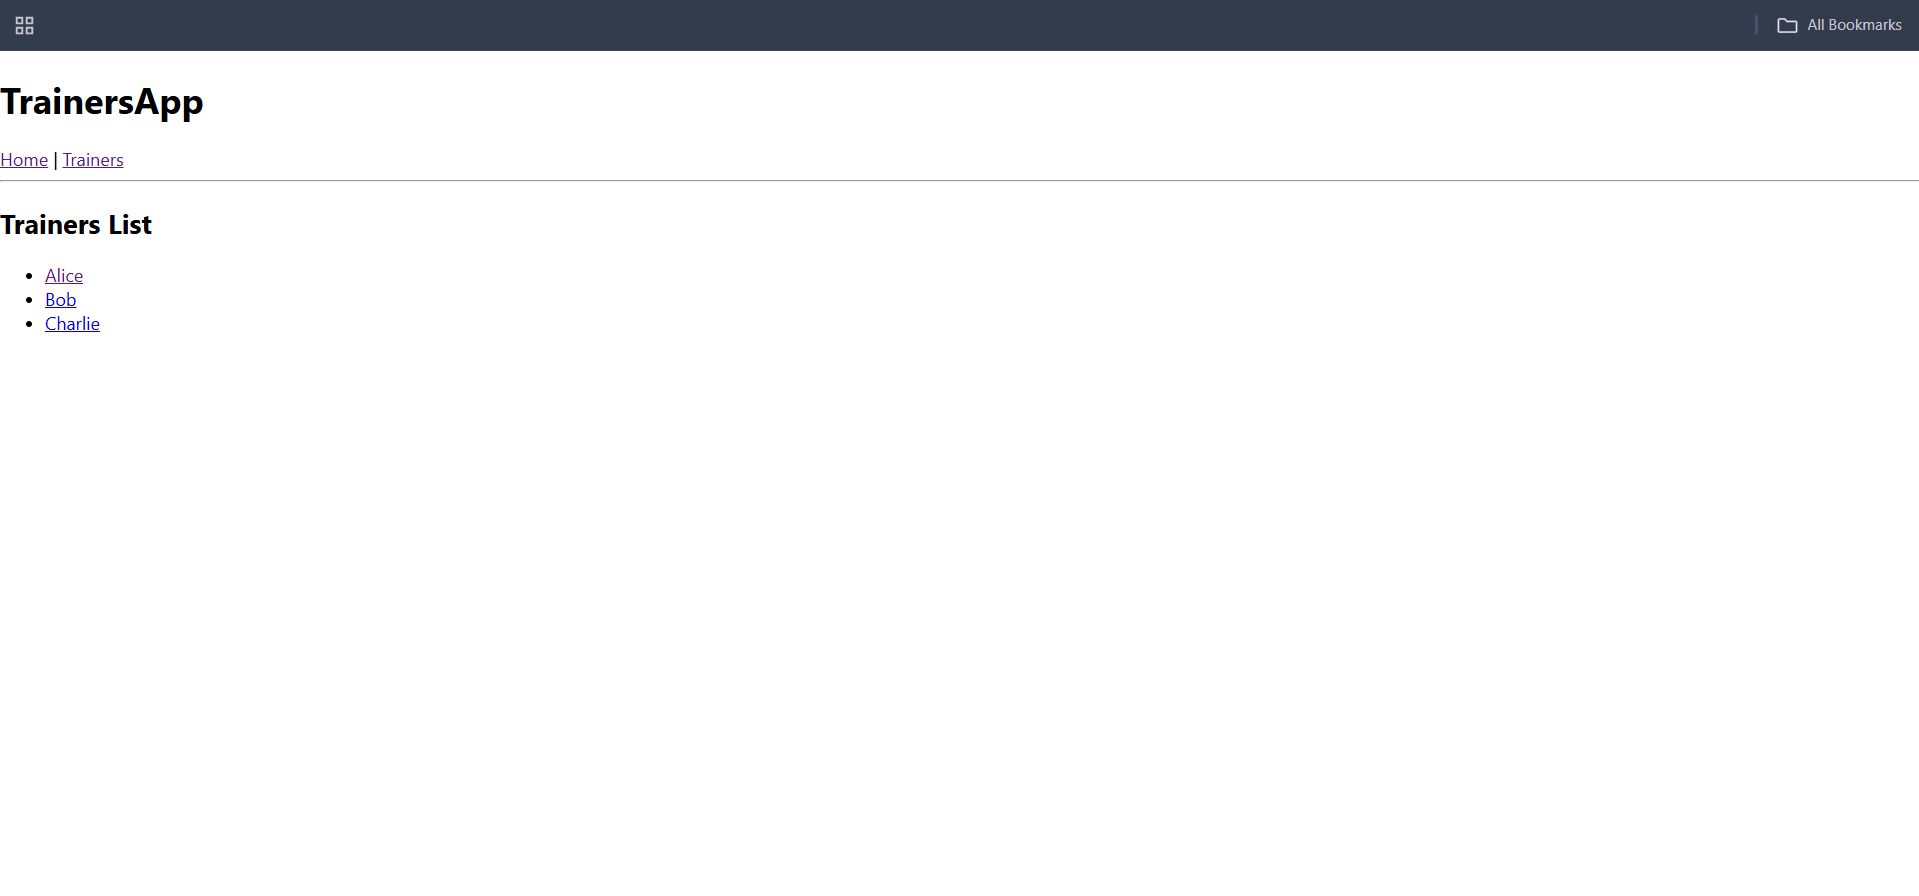 All Bookmarks
TrainersApp
Home | Trainers
Trainers List
Alice
Bob
Charlie